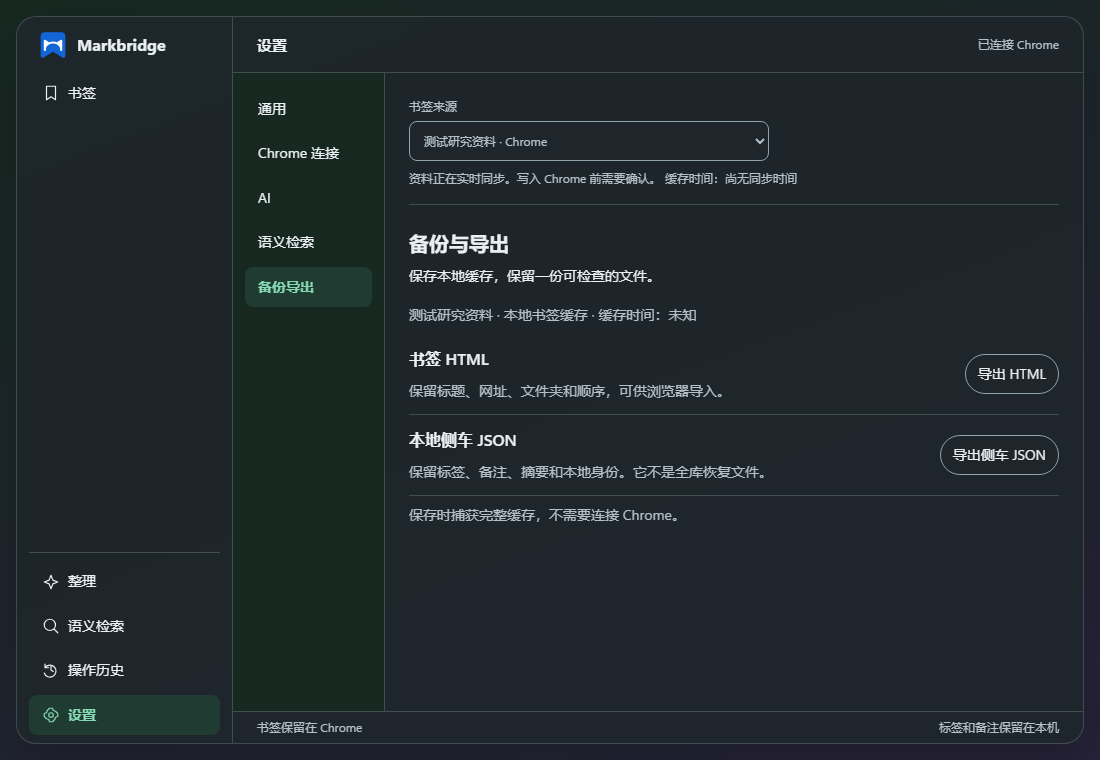 Markbridge
书签
整理
语义检索
操作历史
设置
设置
已连接 Chrome
通用
Chrome 连接
AI
语义检索
备份导出
书签来源
测试研究资料 · Chrome
资料正在实时同步。写入 Chrome 前需要确认。 缓存时间：尚无同步时间
备份与导出
保存本地缓存，保留一份可检查的文件。
测试研究资料 · 本地书签缓存 · 缓存时间：未知
书签 HTML
保留标题、网址、文件夹和顺序，可供浏览器导入。
导出 HTML
本地侧车 JSON
保留标签、备注、摘要和本地身份。它不是全库恢复文件。
导出侧车 JSON
保存时捕获完整缓存，不需要连接 Chrome。
书签保留在 Chrome
标签和备注保留在本机